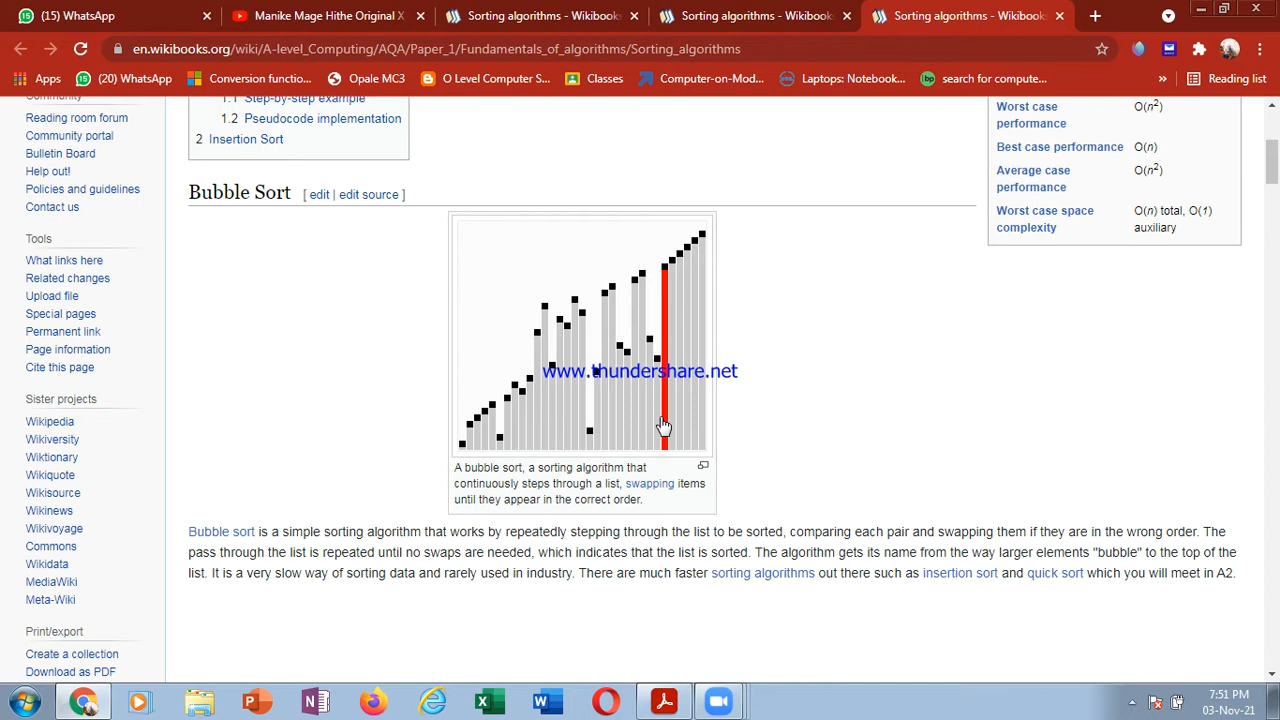 (15) WhatsApp
Manike Mage Hithe Original X
Sorting algorithms - Wikibooks
Sorting algorithms - Wikibooks
Sorting algorithms - Wikibooks
en.wikibooks.org/wiki/A-level_Computing/AQA/Paper_1/Fundamentals_of_algorithms/Sorting_algorithms
Apps
(20) WhatsApp
Conversion functio...
Opale MC3
O Level Computer S...
Classes
Computer-on-Mod...
Laptops: Notebook...
bp search for compute...
»
Reading list
Community
Reading room forum
Community portal
Bulletin Board
Help out!
Policies and guidelines
Contact us
Tools
What links here
Related changes
Upload file
Special pages
Permanent link
Page information
Cite this page
Sister projects
Wikipedia
Wikiversity
Wiktionary
Wikiquote
Wikisource
Wikinews
Wikivoyage
Commons
Wikidata
MediaWiki
Meta-Wiki
Print/export
Create a collection
Download as PDF
1.1 Step-by-step example
1.2 Pseudocode implementation
2 Insertion Sort
Worst case performance O(n2)
Best case performance O(n)
Average case performance O(n2)
Worst case space complexity O(n) total, O(1) auxiliary
Bubble Sort [ edit | edit source ]
www.thundershare.net
A bubble sort, a sorting algorithm that
continuously steps through a list, swapping items
until they appear in the correct order.
Bubble sort is a simple sorting algorithm that works by repeatedly stepping through the list to be sorted, comparing each pair and swapping them if they are in the wrong order. The
pass through the list is repeated until no swaps are needed, which indicates that the list is sorted. The algorithm gets its name from the way larger elements "bubble" to the top of the
list. It is a very slow way of sorting data and rarely used in industry. There are much faster sorting algorithms out there such as insertion sort and quick sort which you will meet in A2.
7:51 PM
03-Nov-21